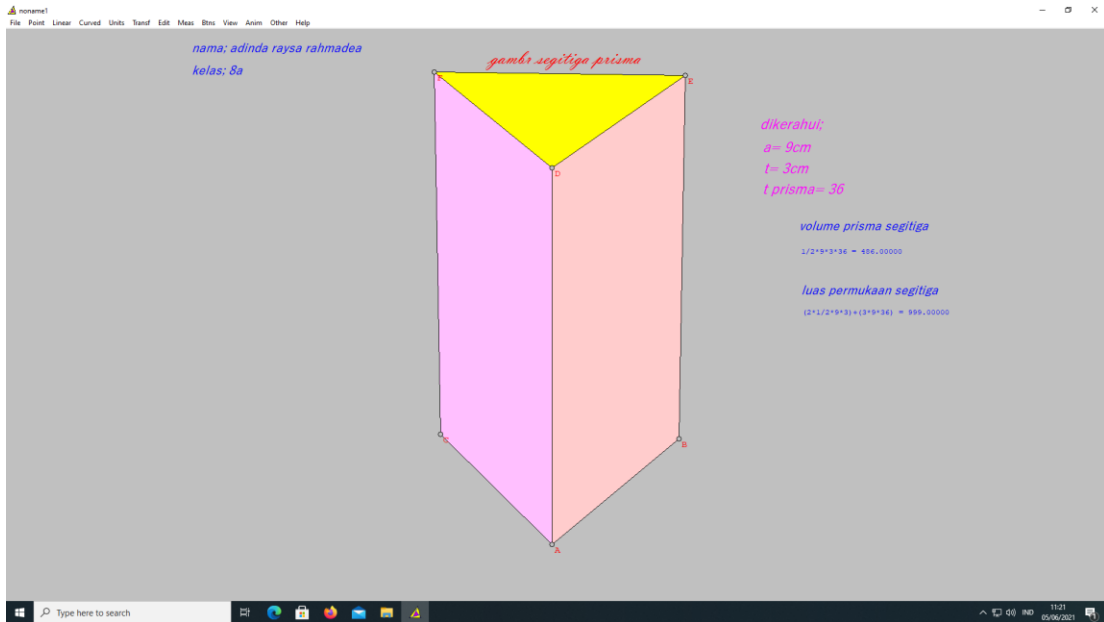 noname1
File Point Linear Curved Units Transf Edit Meas Btns View Anim Other Help
nama; adinda raysa rahmadea
kelas; 8a
gambr segitiga prisma
F
E
D
dikerahui;
a= 9cm
t= 3cm
t prisma= 36
volume prisma segitiga
1/2*9*3*36 = 486.00000
luas permukaan segitiga
(2*1/2*9*3)+(3*9*36) = 999.00000
C
B
A
Type here to search
IND
11:21
05/06/2021
1